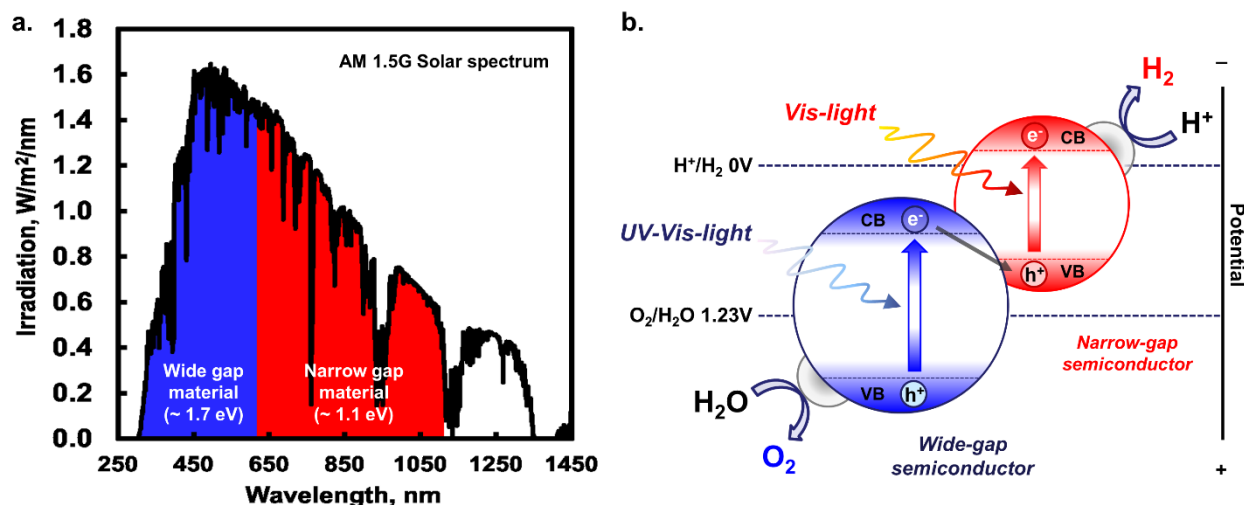 a.
AM 1.5G Solar spectrum
Irradiation, W/m²/nm
1.8
1.6
1.4
1.2
1.0
0.8
0.6
0.4
0.2
0.0
Wide gap
material
(~ 1.7 eV)
Narrow gap
material
(~ 1.1 eV)
250 450 650 850 1050 1250 1450
Wavelength, nm
b.
H₂
H⁺
Vis-light
e⁻
CB
H⁺/H₂ 0V
UV-Vis-light
CB
e⁻
h⁺
VB
O₂/H₂O 1.23V
Narrow-gap
semiconductor
H₂O
VB
h⁺
O₂
Wide-gap
semiconductor
−
Potential
+